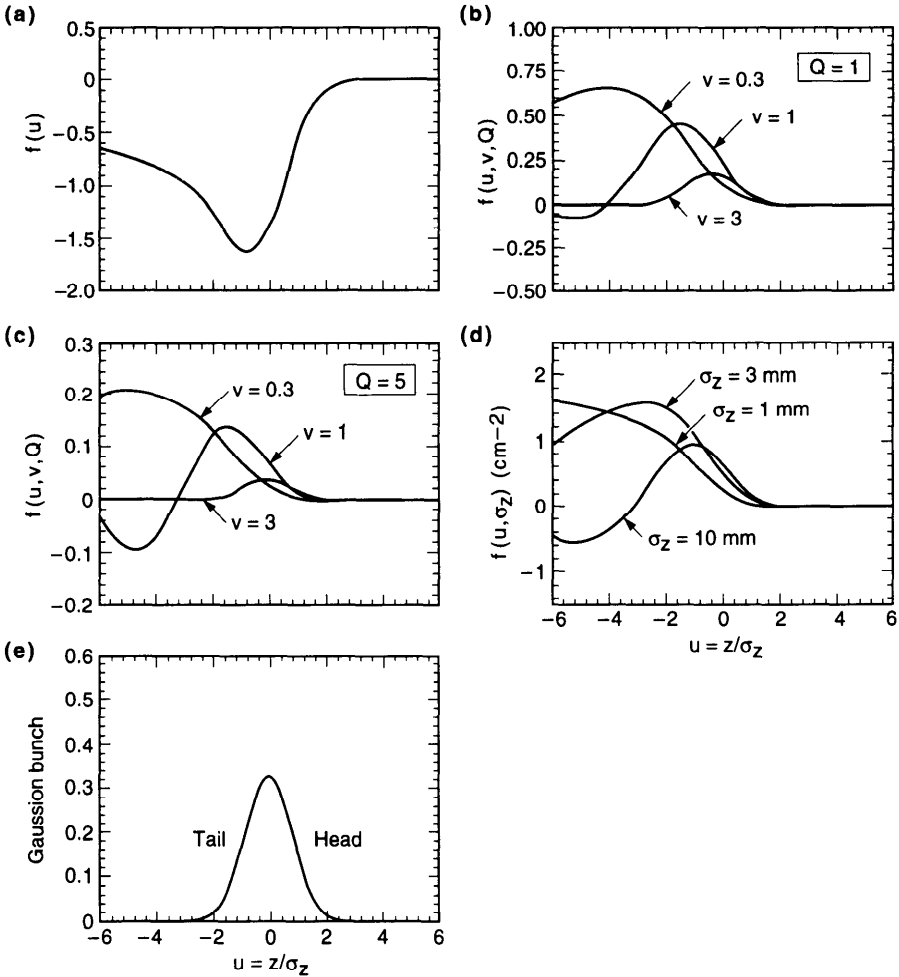 (a)
0.5
0
−0.5
−1.0
−1.5
−2.0
f (u)
(b)
1.00
0.75
0.50
0.25
0
−0.25
−0.50
f (u, v, Q)
Q = 1
v = 0.3
v = 1
v = 3
(c)
0.3
0.2
0.1
0
−0.1
−0.2
f (u, v, Q)
Q = 5
v = 0.3
v = 1
v = 3
(d)
2
1
0
−1
f (u, σz) (cm−2)
σz = 3 mm
σz = 1 mm
σz = 10 mm
−6 −4 −2 0 2 4 6
u = z/σz
(e)
0.6
0.5
0.4
0.3
0.2
0.1
0
Gaussion bunch
Tail
Head
−6 −4 −2 0 2 4 6
u = z/σz